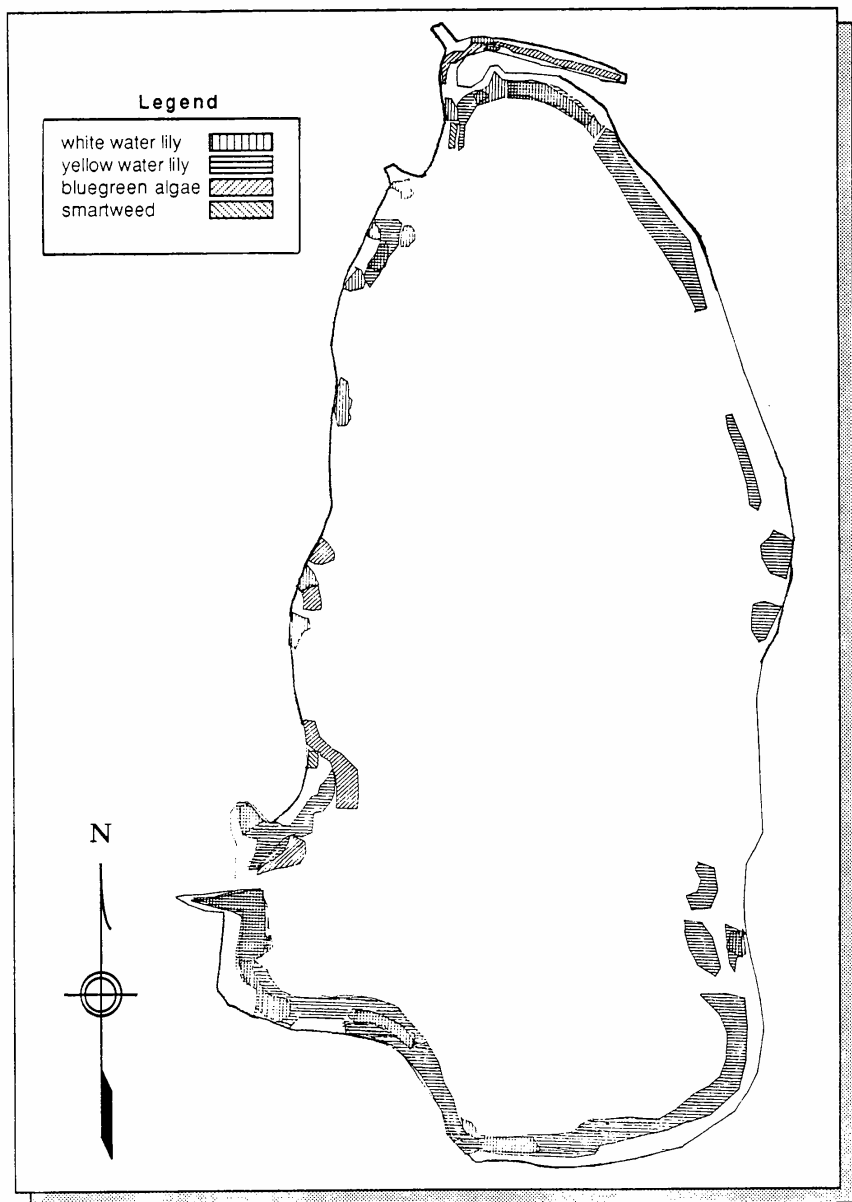 Legend
white water lily
yellow water lily
bluegreen algae
smartweed
N